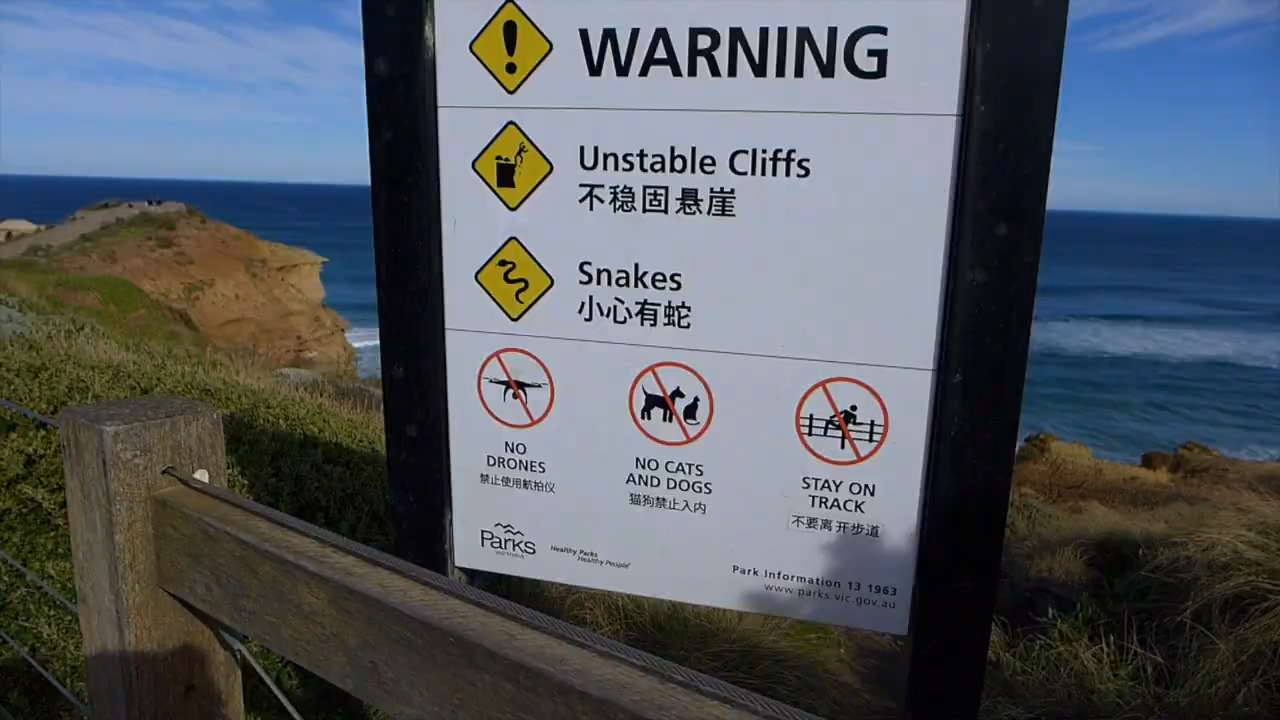 WARNING
Unstable Cliffs
不稳固悬崖
Snakes
小心有蛇
NO
DRONES
禁止使用航拍仪
NO CATS
AND DOGS
猫狗禁止入内
STAY ON
TRACK
不要离开步道
Parks
VICTORIA
Healthy Parks
Healthy People
Park Information 13 1963
www.parks.vic.gov.au